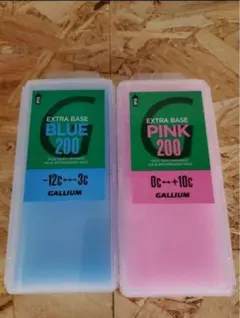 EXTRA BASE
BLUE
200
-12c↔-3c
GALLIUM
EXTRA BASE
PINK
200
0c↔+10c
GALLIUM